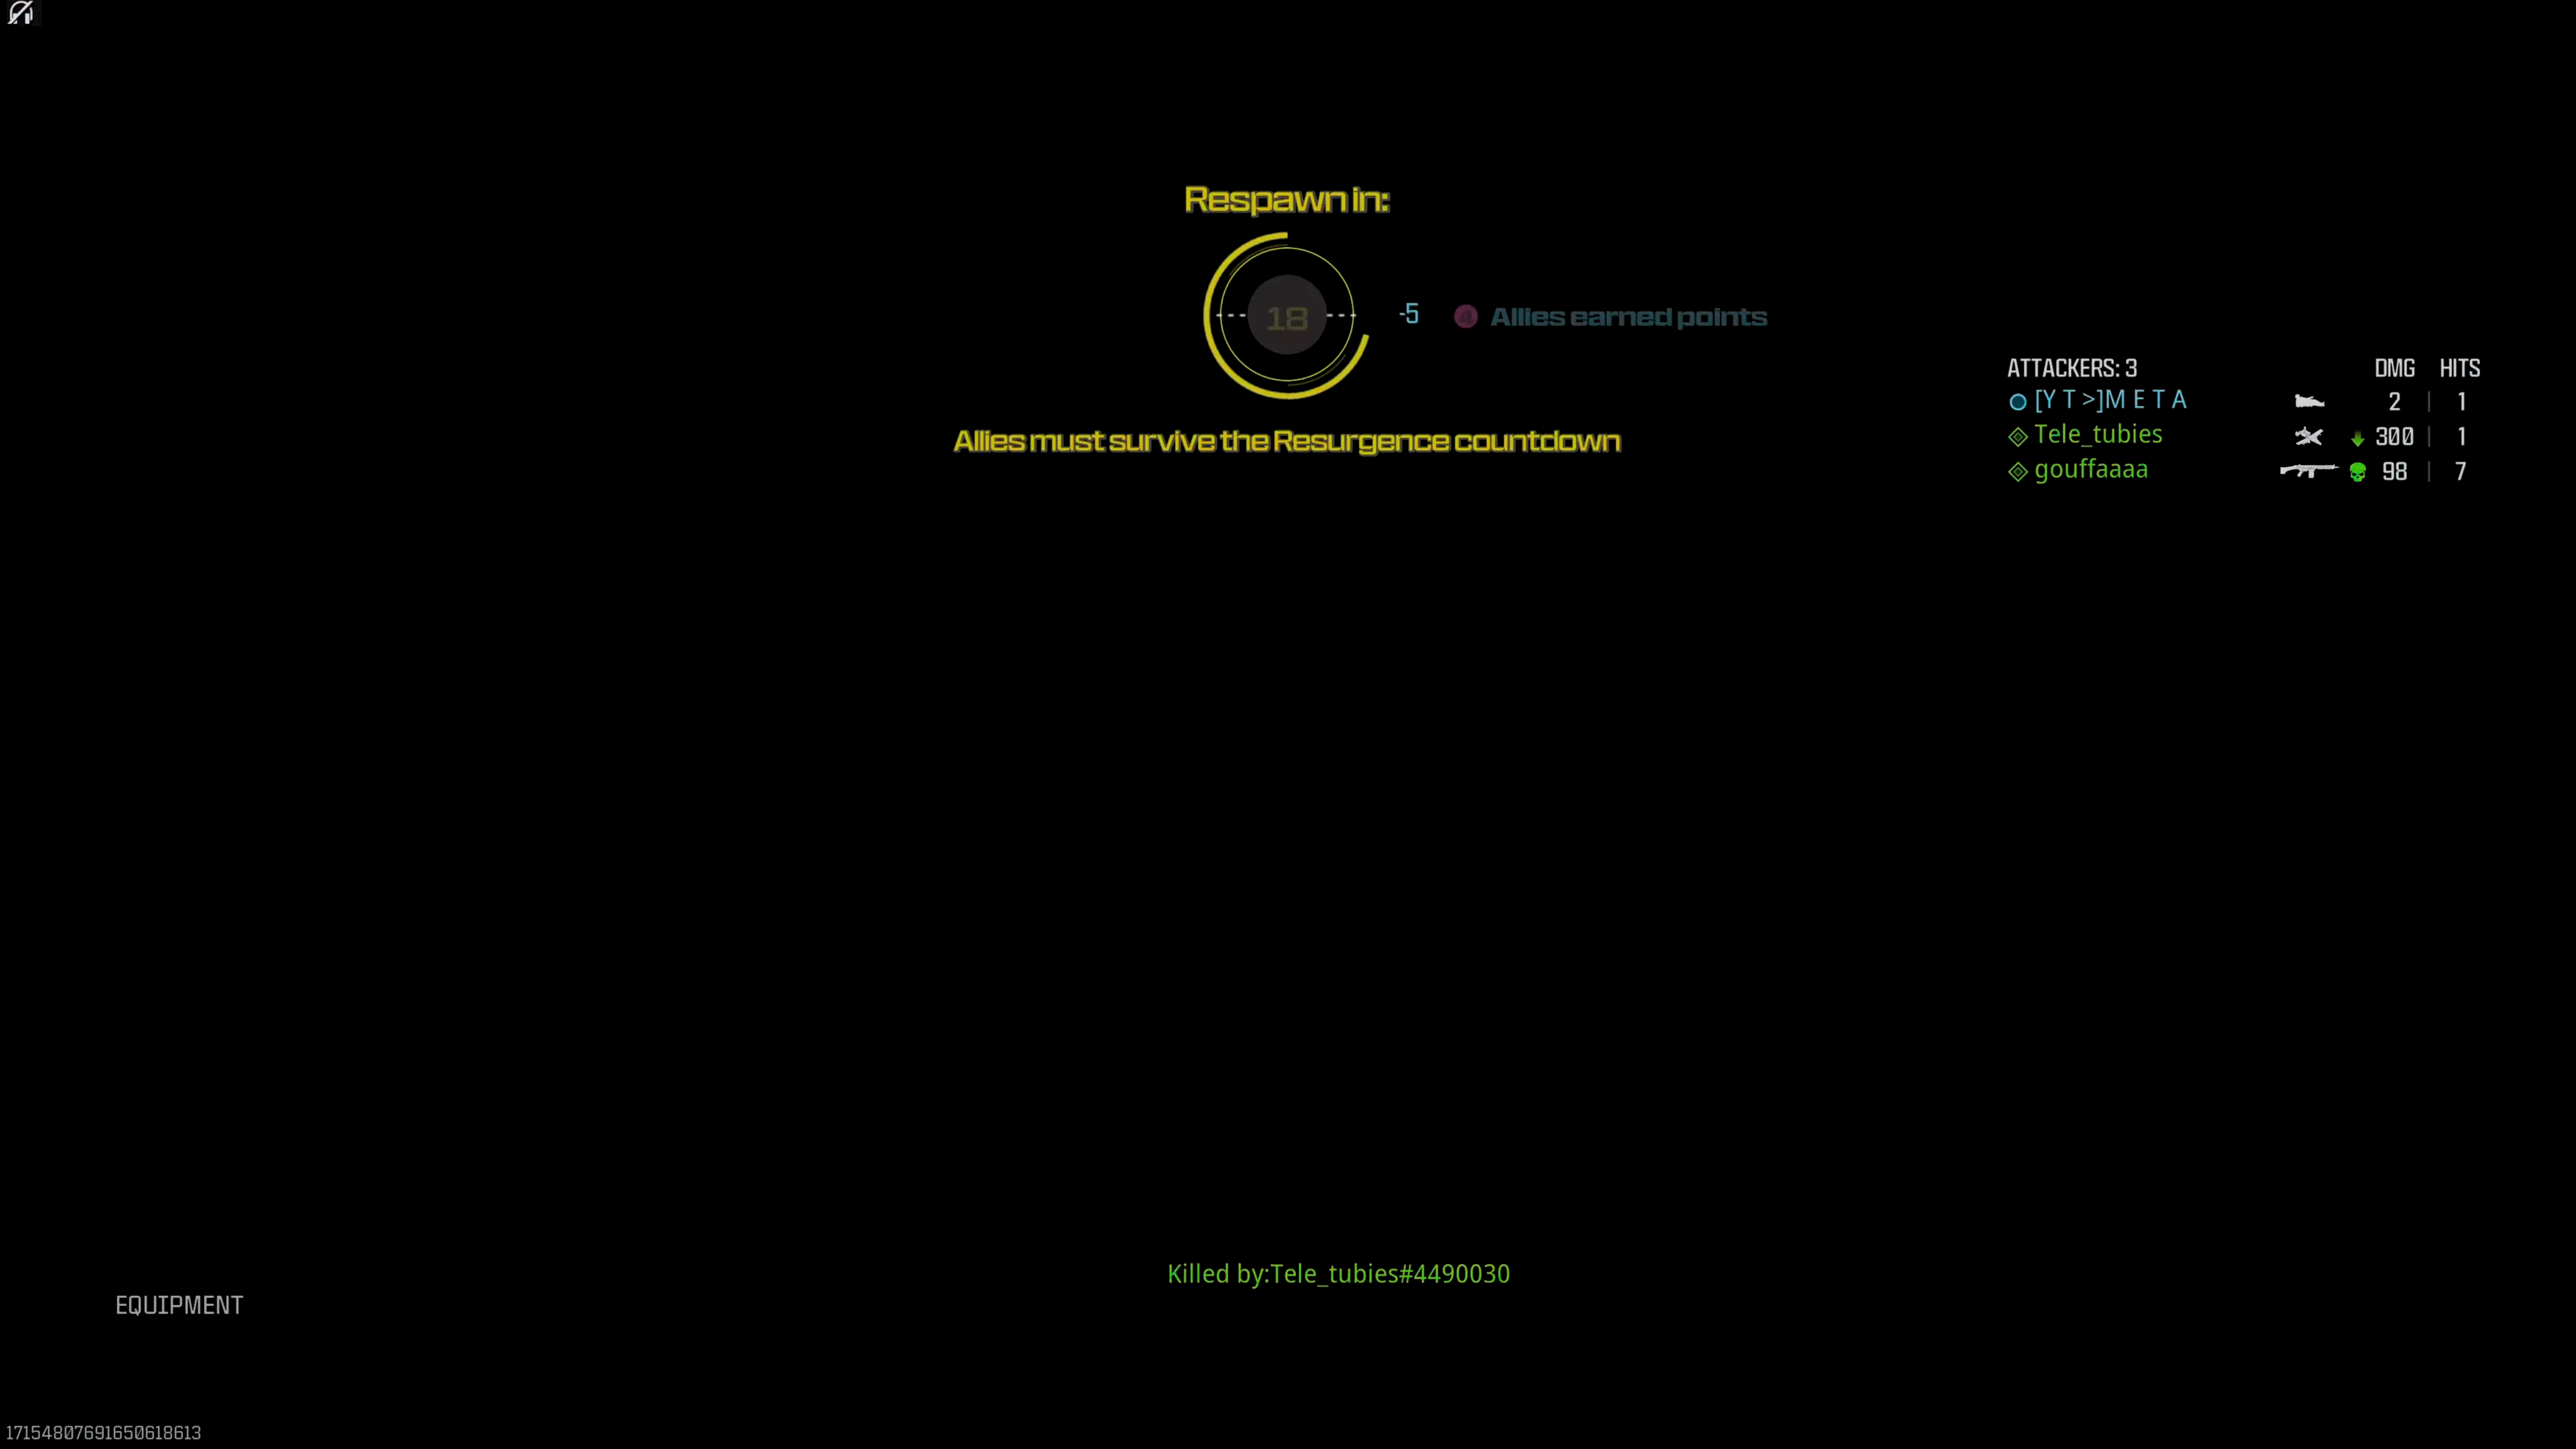 Respawn in:
18
-5
4 Allies earned points
Allies must survive the Resurgence countdown
ATTACKERS: 3 DMG HITS
[Y T >]M E T A 2 | 1
Tele_tubies 300 | 1
gouffaaaa 98 | 7
Killed by:Tele_tubies#4490030
EQUIPMENT
17154807691650618613